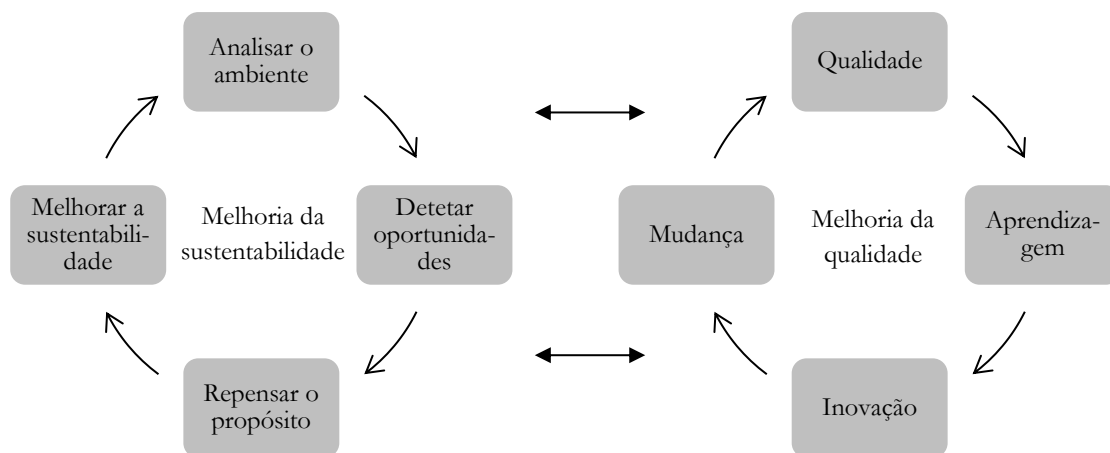 Analisar o
ambiente
Detetar
oportunida-
des
Repensar o
propósito
Melhorar a
sustentabili-
dade
Melhoria da
sustentabilidade
Qualidade
Aprendiza-
gem
Inovação
Mudança
Melhoria da
qualidade